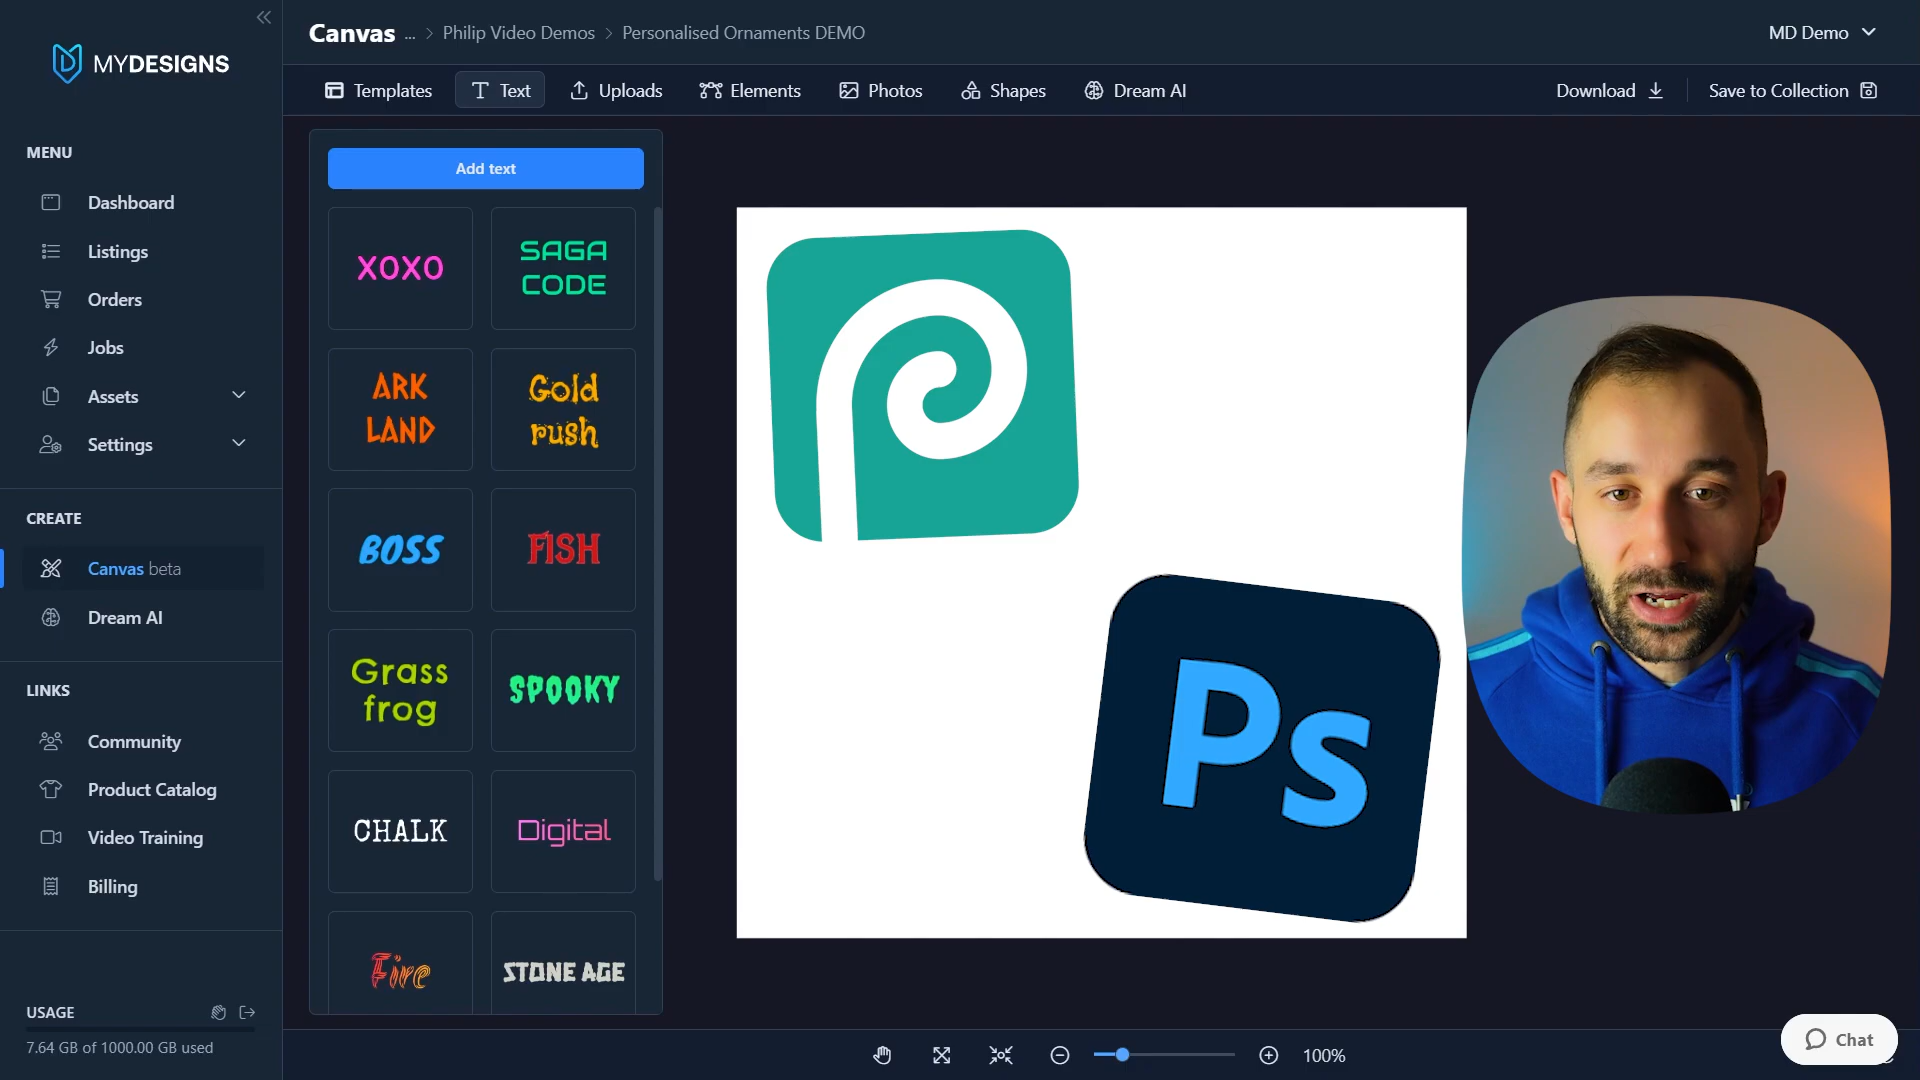 MYDESIGNS
MENU
Dashboard
Listings
Orders
Jobs
Assets
Settings
CREATE
Canvas beta
Dream AI
LINKS
Community
Product Catalog
Video Training
Billing
USAGE
7.64 GB of 1000.00 GB used
Canvas ... > Philip Video Demos > Personalised Ornaments DEMO
MD Demo
Templates
Text
Uploads
Elements
Photos
Shapes
Dream AI
Download
Save to Collection
Add text
XOXO
SAGA
CODE
ARK
LAND
Gold
rush
BOSS
FISH
Grass
frog
SPOOKY
CHALK
Digital
Fire
STONE AGE
Ps
100%
Chat